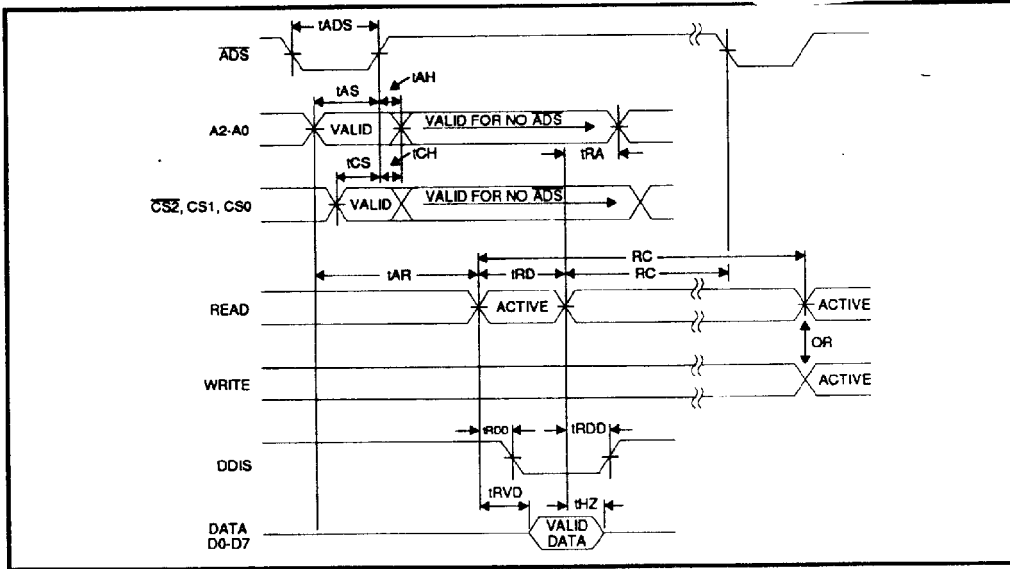 tADS
ADS
tAH
tAS
A2-A0 VALID VALID FOR NO ADS
tRA
tCS tCH
CS2, CS1, CS0 VALID VALID FOR NO ADS
RC
tAR tRD RC
READ ACTIVE ACTIVE
OR
WRITE ACTIVE
tRDD tRDD
DDIS
tRVD tHZ
DATA VALID
D0-D7 DATA